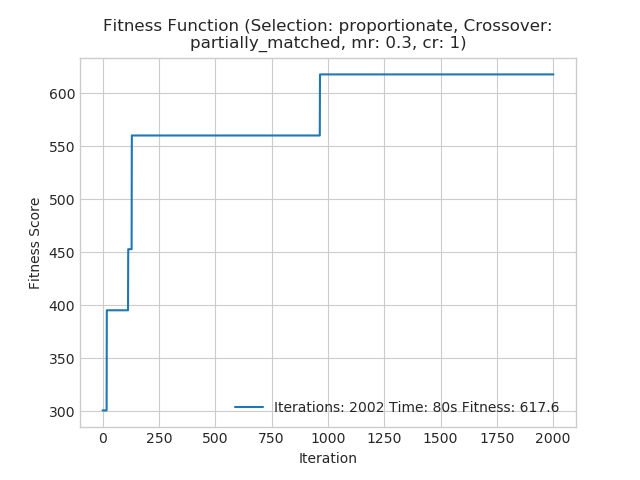 Fitness Function (Selection: proportionate, Crossover:
partially_matched, mr: 0.3, cr: 1)
Fitness Score
600
550
500
450
400
350
300
Iterations: 2002 Time: 80s Fitness: 617.6
0 250 500 750 1000 1250 1500 1750 2000
Iteration